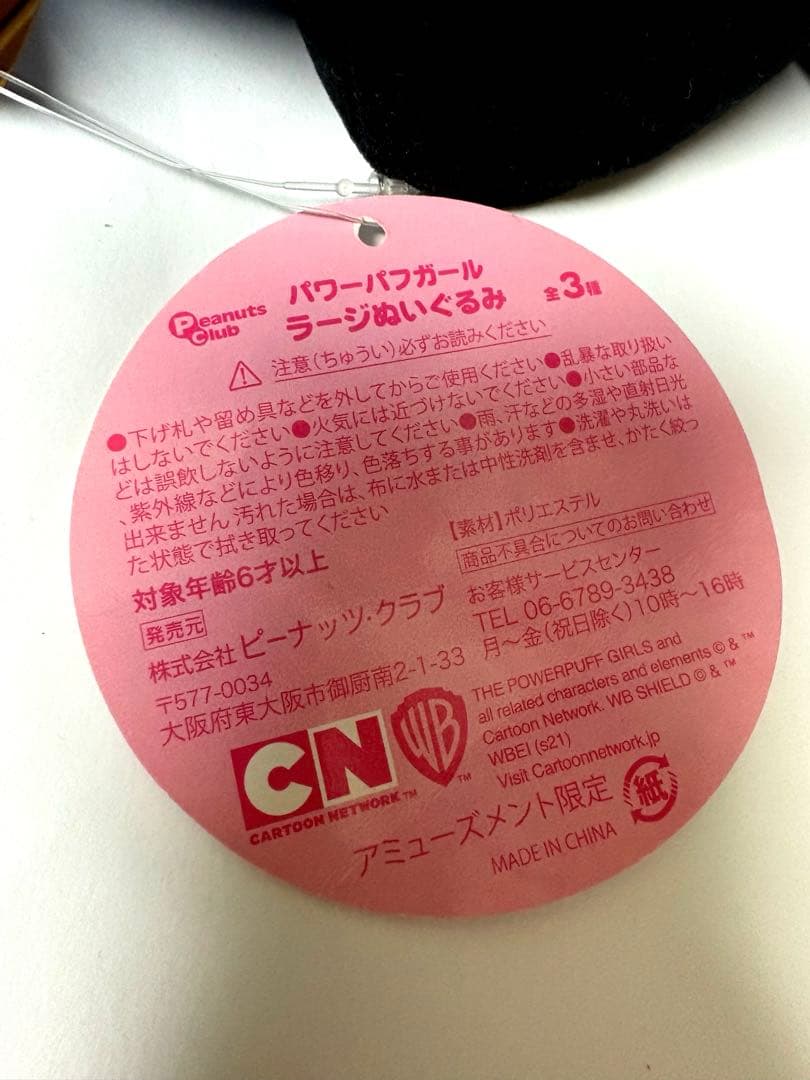 Peanuts Club
パワーパフガール
ラージぬいぐるみ 全3種
注意(ちゅうい)必ずお読みください
●下げ札や留め具などを外してからご使用ください●乱暴な取り扱い
はしないでください●火気には近づけないでください●小さい部品な
どは誤飲しないように注意してください●雨、汗などの多湿や直射日光
、紫外線などにより色移り、色落ちする事があります●洗濯や丸洗いは
出来ません。汚れた場合は、布に水または中性洗剤を含ませ、かたく絞っ
た状態で拭き取ってください
対象年齢6才以上
発売元
株式会社ピーナッツ・クラブ
〒577-0034
大阪府東大阪市御厨南2-1-33
【素材】ポリエステル
商品不具合についてのお問い合わせ
お客様サービスセンター
TEL 06-6789-3438
月～金(祝日除く)10時～16時
CN
CARTOON NETWORK™
WB™
THE POWERPUFF GIRLS and
all related characters and elements © & ™
Cartoon Network. WB SHIELD © & ™
WBEI (s21)
Visit Cartoonnetwork.jp
アミューズメント限定
紙
MADE IN CHINA